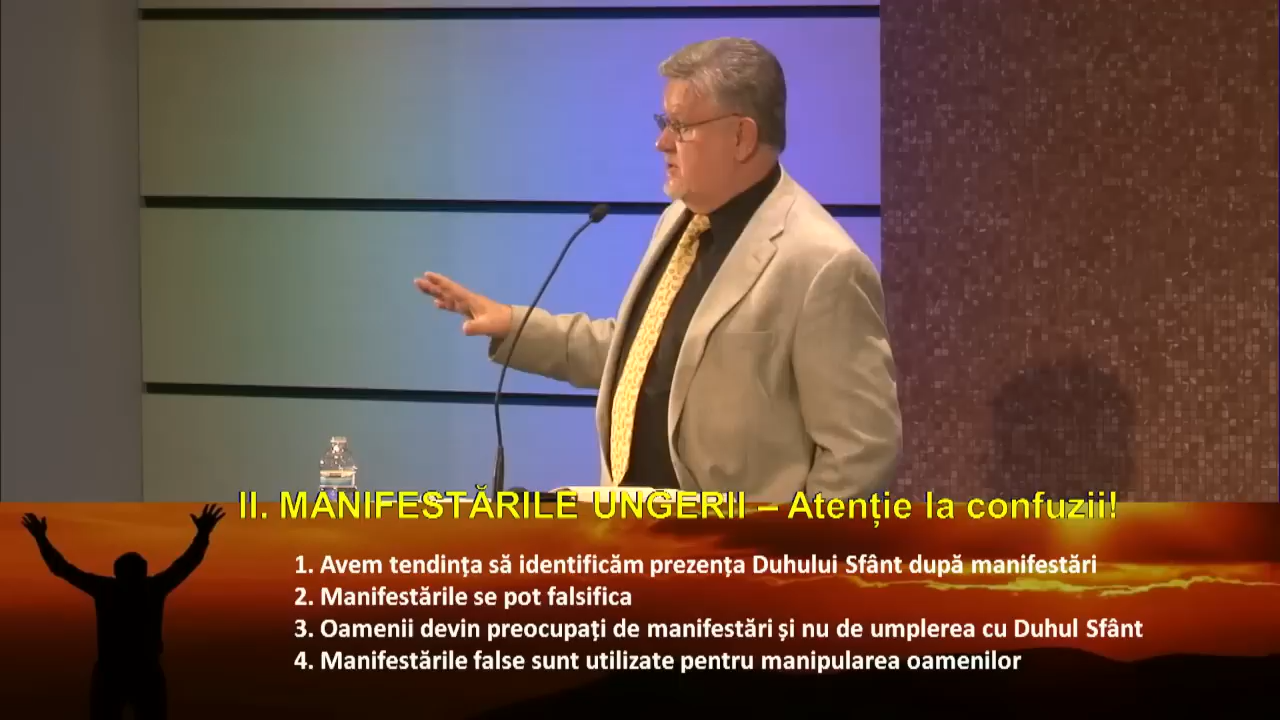 II. MANIFESTĂRILE UNGERII – Atenție la confuzii!
1. Avem tendința să identificăm prezența Duhului Sfânt după manifestări
2. Manifestările se pot falsifica
3. Oamenii devin preocupați de manifestări și nu de umplerea cu Duhul Sfânt
4. Manifestările false sunt utilizate pentru manipularea oamenilor